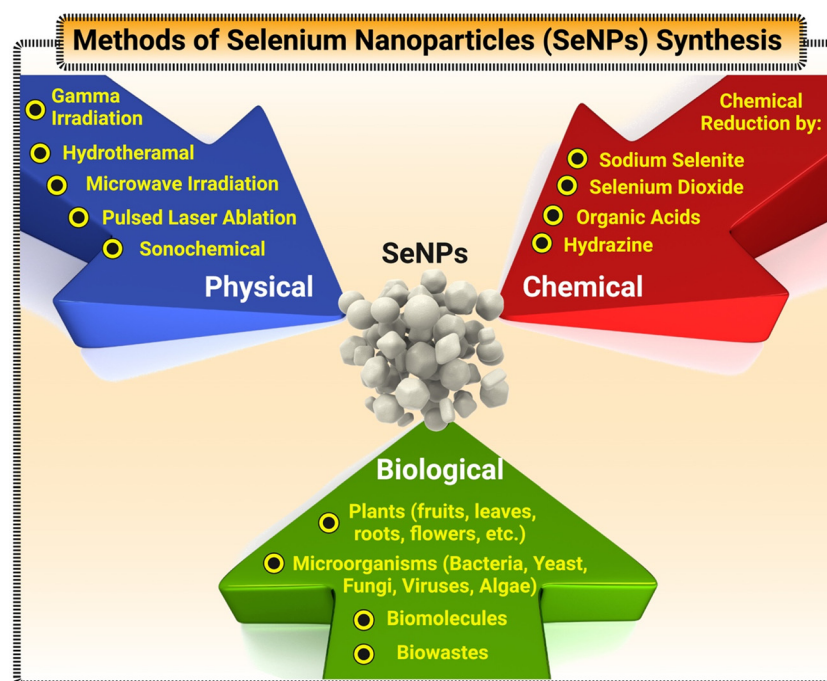 Methods of Selenium Nanoparticles (SeNPs) Synthesis
Gamma
Irradiation
Hydrotheramal
Microwave Irradiation
Pulsed Laser Ablation
Sonochemical
Physical
SeNPs
Chemical
Reduction by:
Sodium Selenite
Selenium Dioxide
Organic Acids
Hydrazine
Chemical
Biological
Plants (fruits, leaves,
roots, flowers, etc.)
Microorganisms (Bacteria, Yeast,
Fungi, Viruses, Algae)
Biomolecules
Biowastes